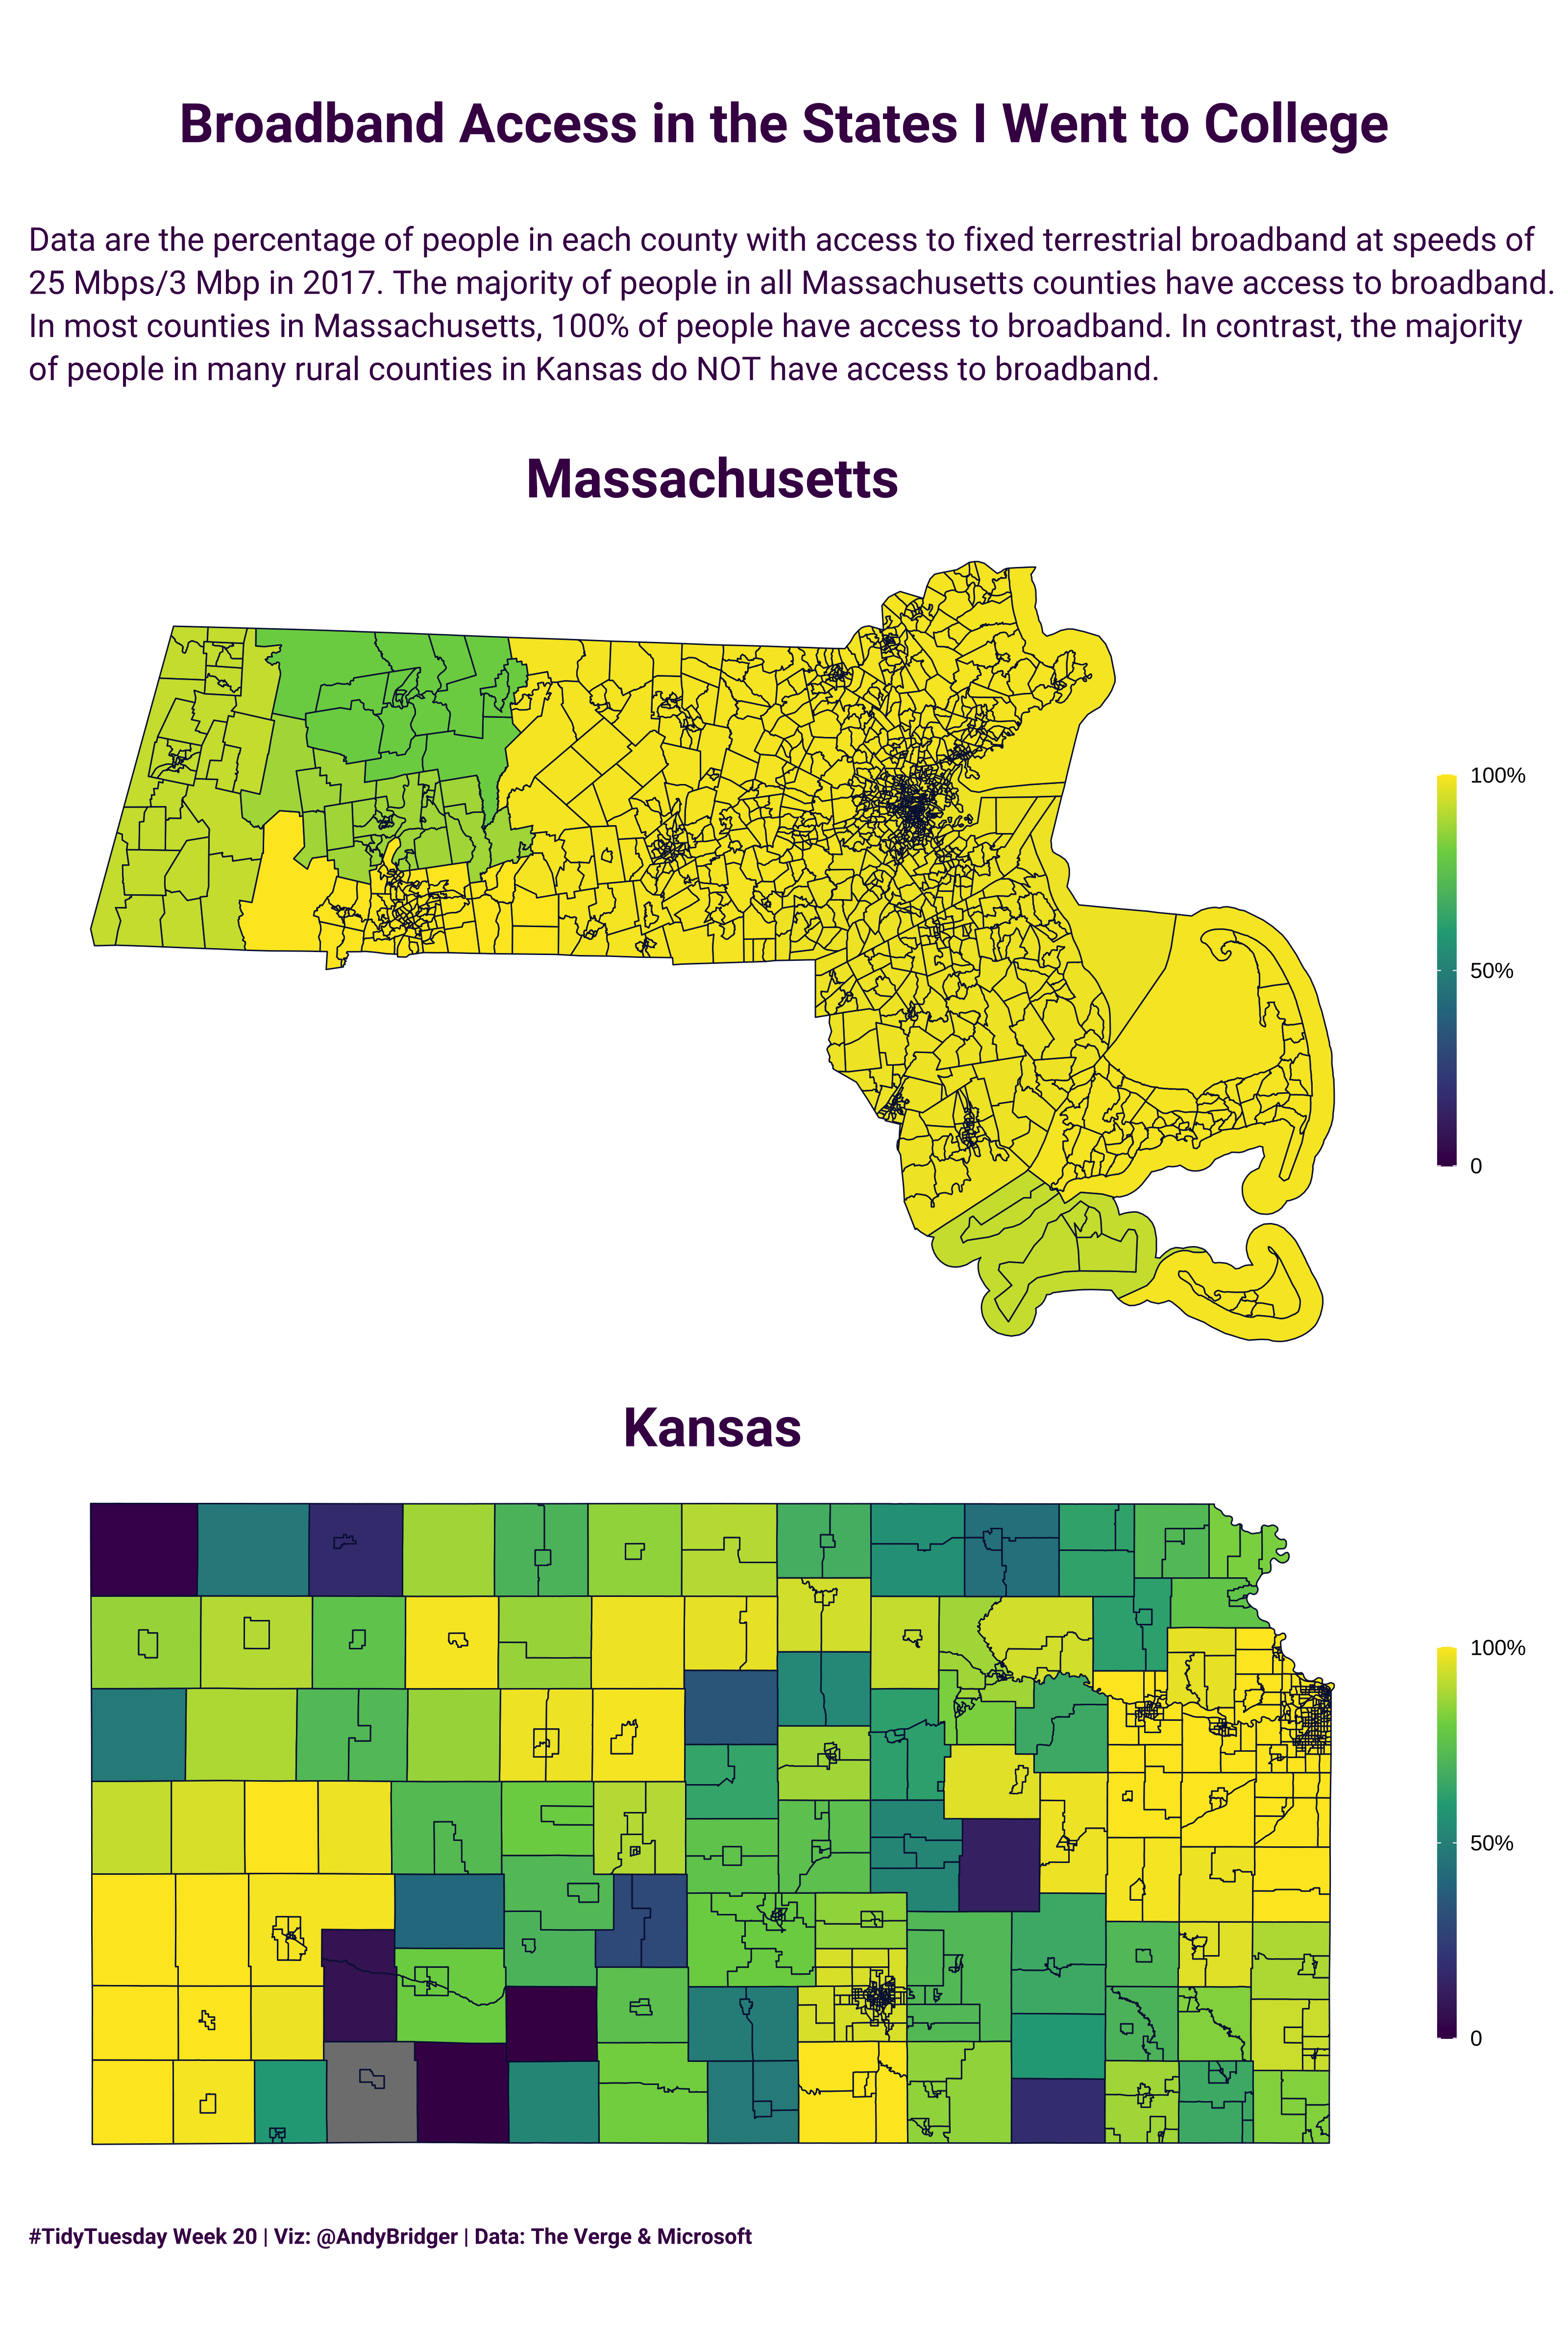 Broadband Access in the States I Went to College
Data are the percentage of people in each county with access to fixed terrestrial broadband at speeds of
25 Mbps/3 Mbp in 2017. The majority of people in all Massachusetts counties have access to broadband.
In most counties in Massachusetts, 100% of people have access to broadband. In contrast, the majority
of people in many rural counties in Kansas do NOT have access to broadband.
Massachusetts
100%
50%
0
Kansas
100%
50%
0
#TidyTuesday Week 20 | Viz: @AndyBridger | Data: The Verge & Microsoft